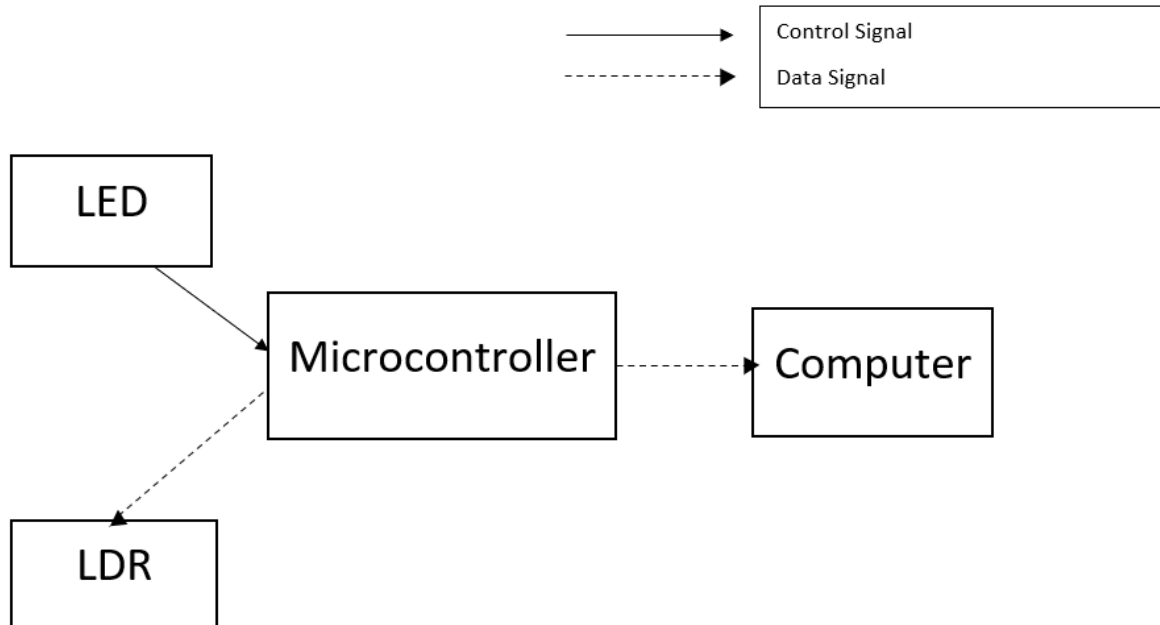 Control Signal
Data Signal
LED
Microcontroller
Computer
LDR